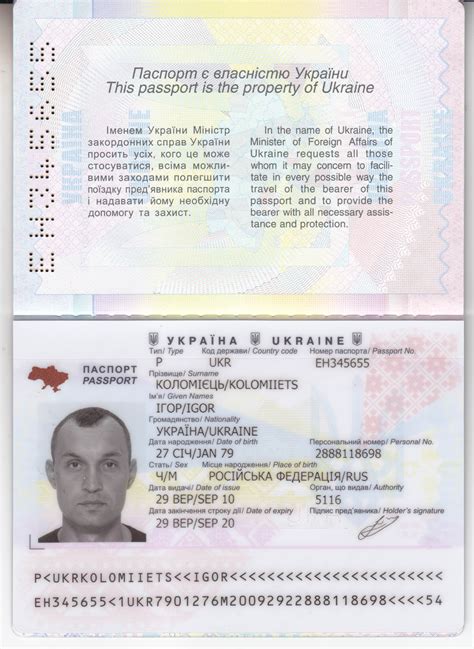 EH345655
Паспорт є власністю України
This passport is the property of Ukraine
Іменем України Міністр
закордонних справ України
просить усіх, кого це може
стосуватися, всіма можли-
вими заходами полегшити
поїздку пред'явника паспорта
і надавати йому необхідну
допомогу та захист.
In the name of Ukraine, the
Minister of Foreign Affairs of
Ukraine requests all those
whom it may concern to facilit-
ate in every possible way
the travel of the bearer of this
passport and to provide the
bearer with all necessary assis-
tance and protection.
УКРАЇНА UKRAINE
ПАСПОРТ
PASSPORT
Тип/ Type Код держави/ Country code Номер паспорта/ Passport No.
P UKR EH345655
Прізвище/ Surname
КОЛОМІЄЦЬ/KOLOMIIETS
Ім'я/ Given Names
ІГОР/IGOR
Громадянство/ Nationality
УКРАЇНА/UKRAINE
Дата народження/ Date of birth Персональний номер/ Personal No.
27 СІЧ/JAN 79 2888118698
Стать/ Sex Місце народження/ Place of birth
Ч/M РОСІЙСЬКА ФЕДЕРАЦІЯ/RUS
Дата видачі/ Date of issue Орган, що видав/ Authority
29 ВЕР/SEP 10 5116
Дата закінчення строку дії/ Date of expiry Підпис пред'явника/ Holder's signature
29 ВЕР/SEP 20
P<UKRKOLOMIIETS<<IGOR<<<<<<<<<<<<<<<<<<<<<<<
EH345655<1UKR7901276M20092922888118698<<<<54